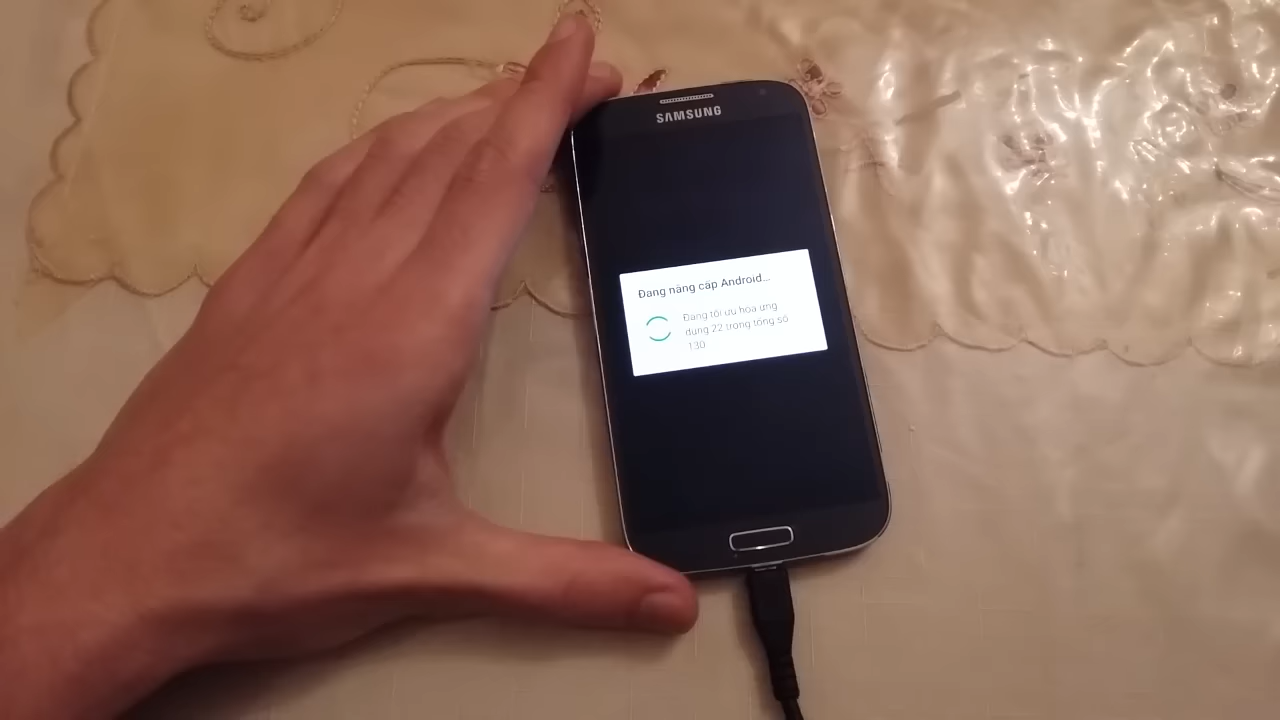 SAMSUNG
Đang nâng cấp Android...
Đang tối ưu hóa ứng
dụng 22 trong tổng số
130.